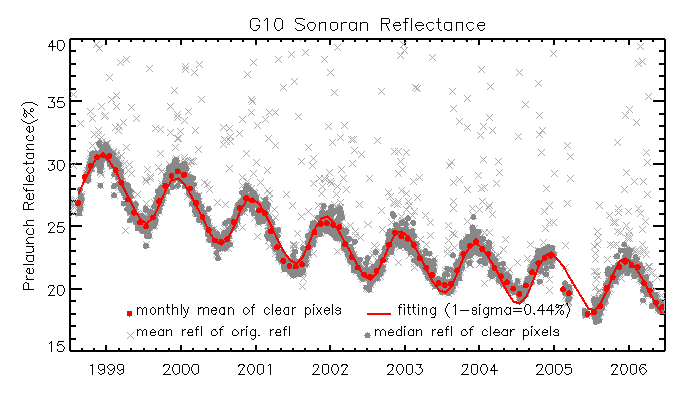 G10 Sonoran Reflectance
40
35
30
25
20
15
Prelaunch Reflectance(%)
monthly mean of clear pixels
fitting (1-sigma=0.44%)
mean refl of orig. refl
median refl of clear pixels
1999 2000 2001 2002 2003 2004 2005 2006